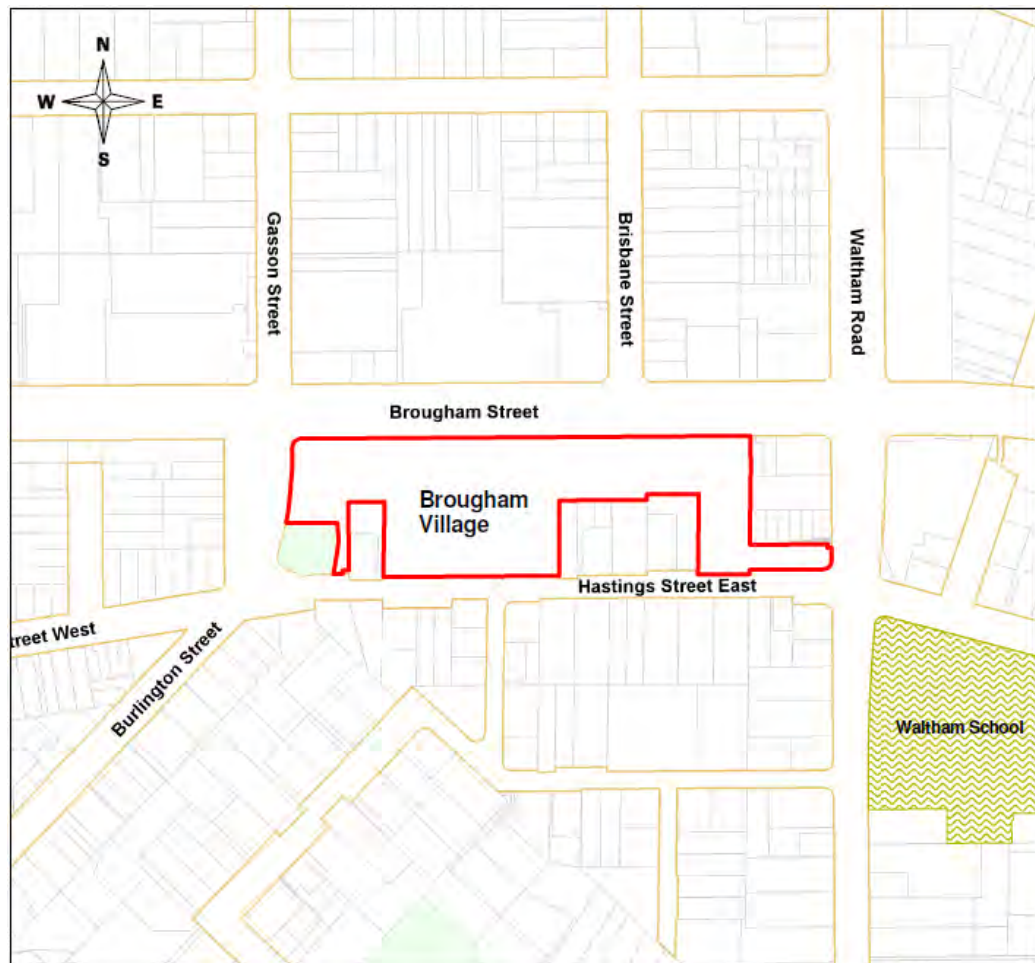 N
W E
S
Gasson Street
Brisbane Street
Waltham Road
Brougham Street
Brougham
Village
Hastings Street East
treet West
Burlington Street
Waltham School